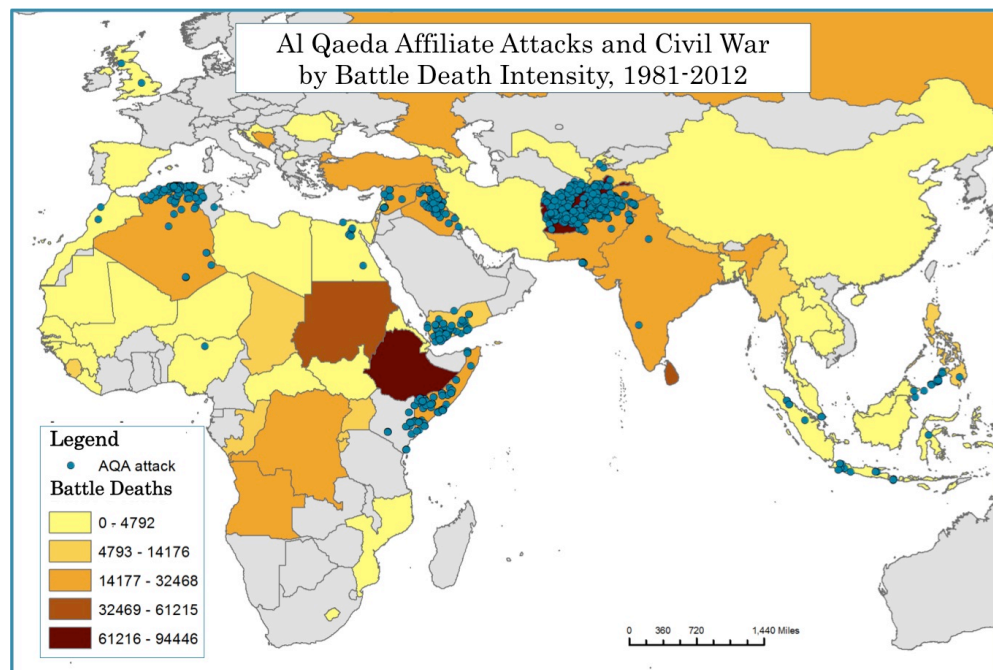 Al Qaeda Affiliate Attacks and Civil War
by Battle Death Intensity, 1981-2012
Legend
AQA attack
Battle Deaths
0 - 4792
4793 - 14176
14177 - 32468
32469 - 61215
61216 - 94446
0 360 720 1,440 Miles